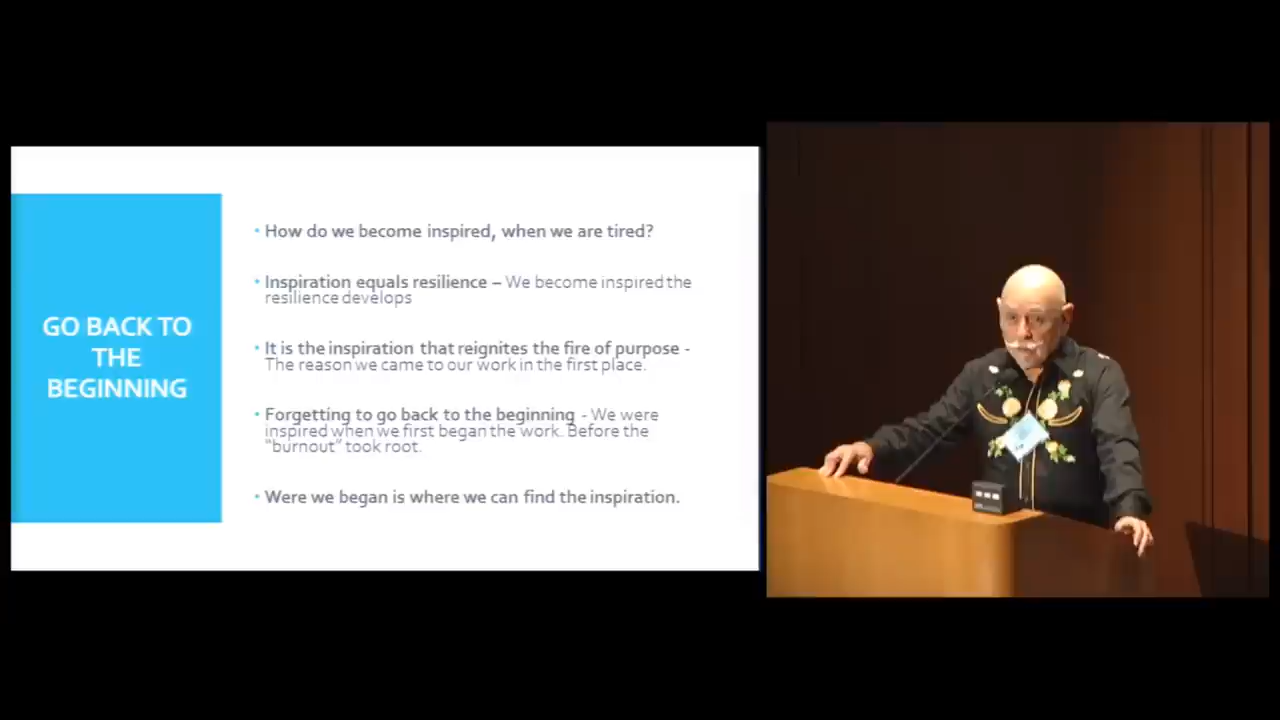 GO BACK TO
THE
BEGINNING
• How do we become inspired, when we are tired?
• Inspiration equals resilience – We become inspired the
resilience develops
• It is the inspiration that reignites the fire of purpose -
The reason we came to our work in the first place.
• Forgetting to go back to the beginning - We were
inspired when we first began the work. Before the
“burnout” took root.
• Were we began is where we can find the inspiration.